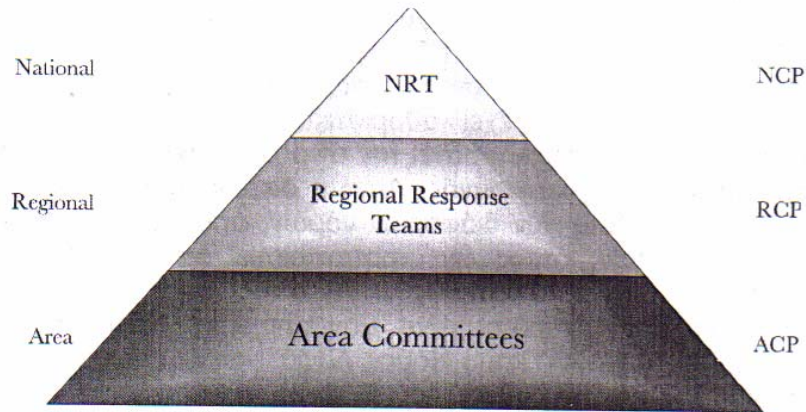 National
NRT
NCP
Regional
Regional Response
Teams
RCP
Area
Area Committees
ACP